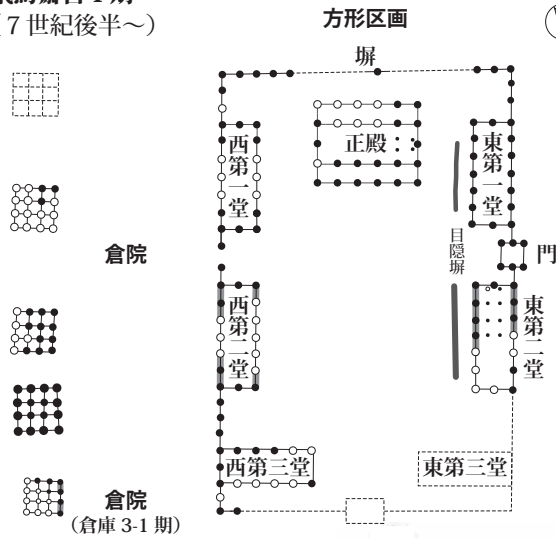 （7世紀後半～）
方形区画
塀
正殿
西第一堂
東第一堂
目隠塀
門
倉院
西第二堂
東第二堂
西第三堂
東第三堂
倉院
（倉庫 3-1 期）